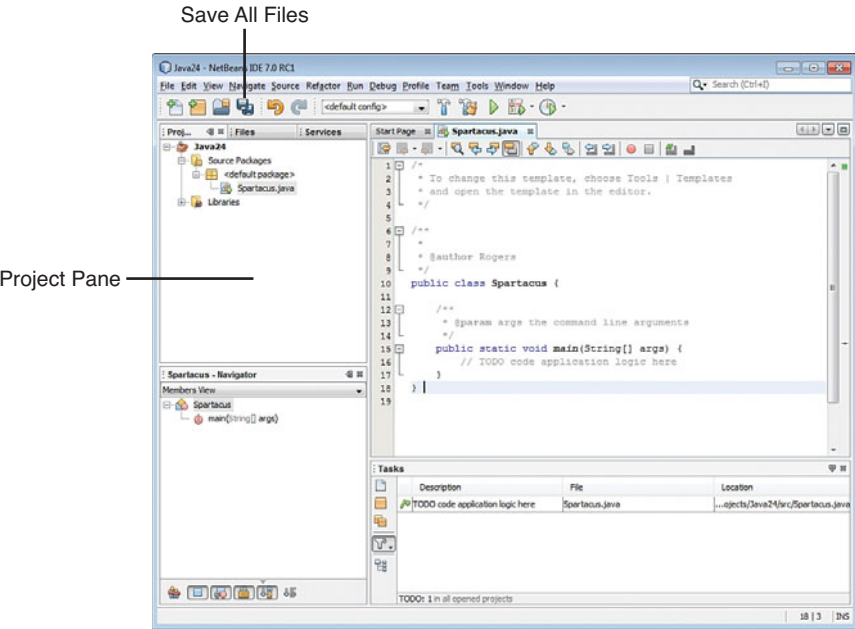 Save All Files
Java24 - NetBeans IDE 7.0 RC1
File Edit View Navigate Source Refactor Run Debug Profile Team Tools Window Help
Search (Ctrl+I)
<default config>
Proj... Files Services
Start Page Spartacus.java
Java24
Source Packages
<default package>
Spartacus.java
Libraries
Project Pane
1 /*
2 * To change this template, choose Tools | Templates
3 * and open the template in the editor.
4 */
5
6 /**
7 *
8 * @author Rogers
9 */
10 public class Spartacus {
11
12 /**
13 * @param args the command line arguments
14 */
15 public static void main(String[] args) {
16 // TODO code application logic here
17 }
18 }
19
Spartacus - Navigator
Members View
Spartacus
main(String[] args)
Tasks
Description File Location
TODO code application logic here Spartacus.java ...ojects/Java24/src/Spartacus.java
TODO: 1 in all opened projects
18 | 3 INS